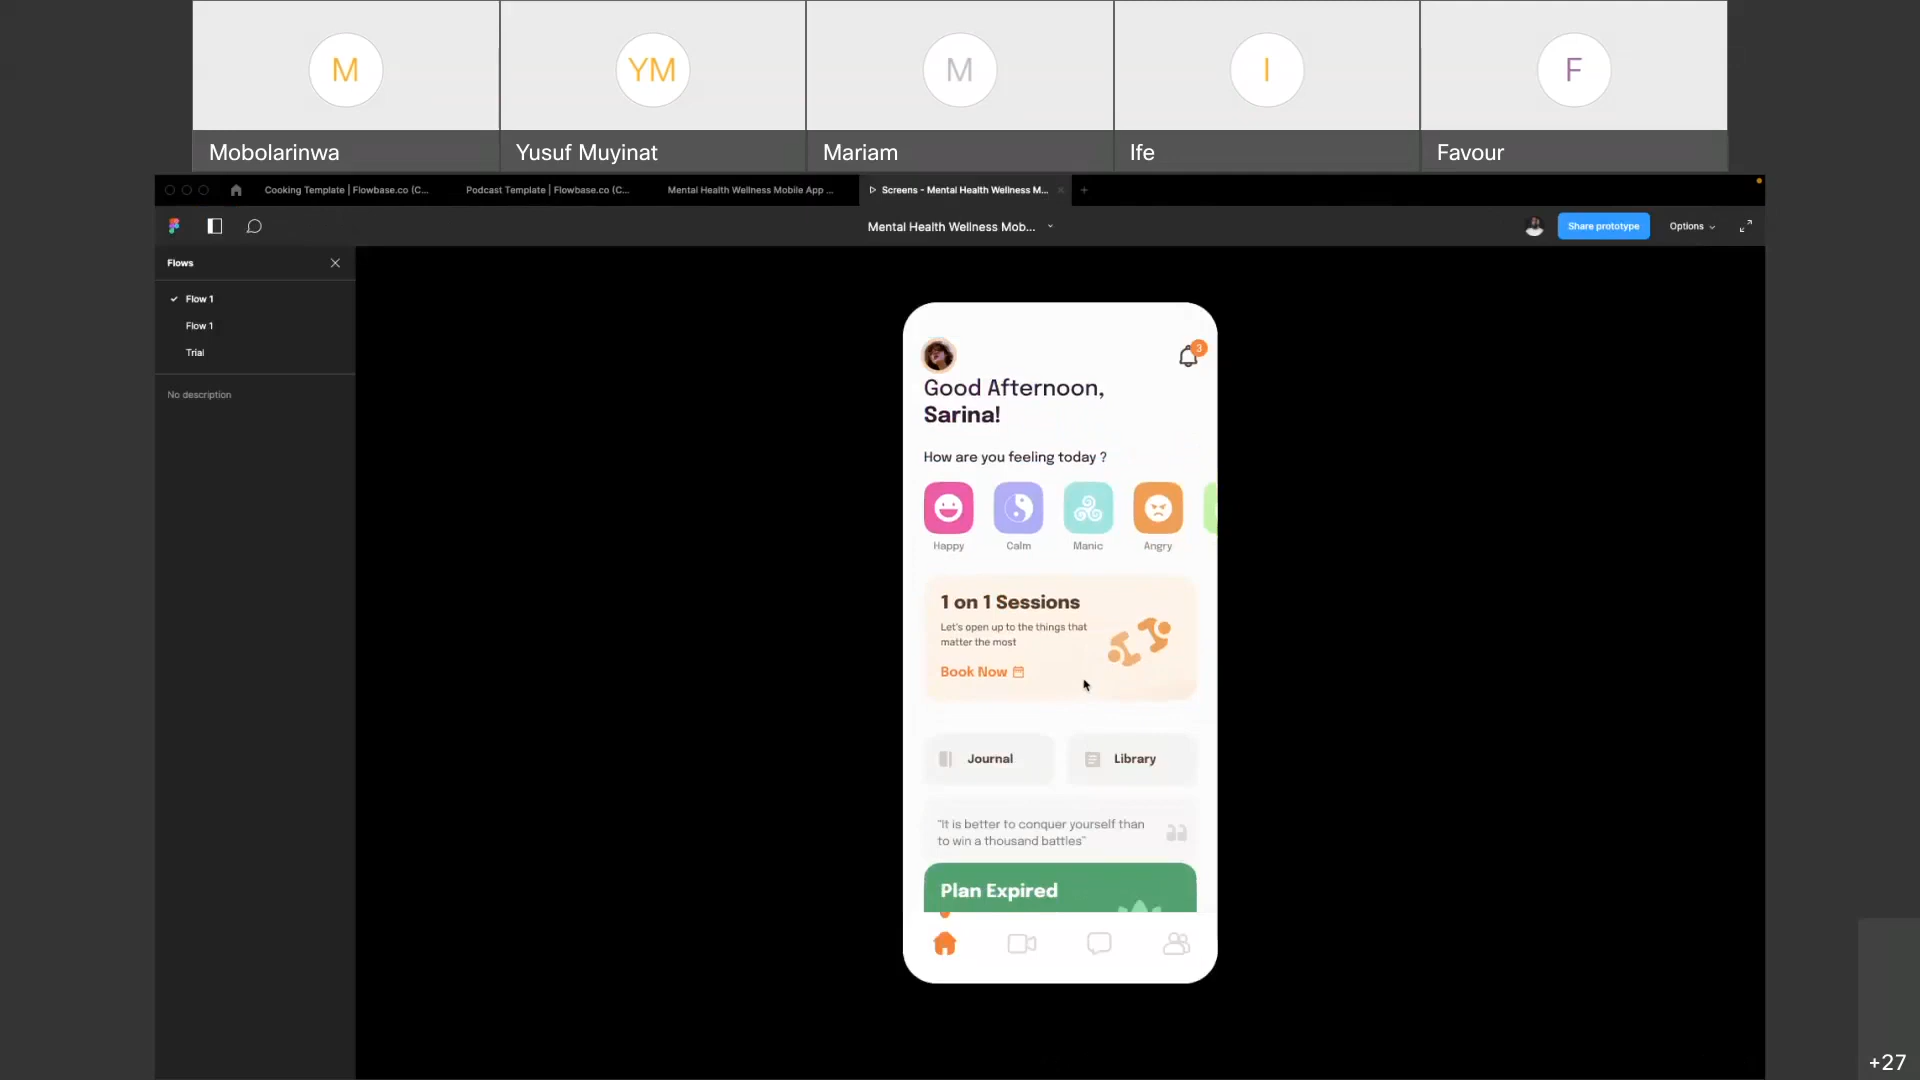 M
YM
M
I
F
Mobolarinwa
Yusuf Muyinat
Mariam
Ife
Favour
Cooking Template | Flowbase.co (C...
Podcast Template | Flowbase.co (C...
Mental Health Wellness Mobile App ...
Screens - Mental Health Wellness M...
Mental Health Wellness Mob...
Share prototype
Options
Flows
Flow 1
Flow 1
Trial
No description
3
Good Afternoon,
Sarina!
How are you feeling today ?
Happy
Calm
Manic
Angry
1 on 1 Sessions
Let's open up to the things that
matter the most
Book Now
Journal
Library
"It is better to conquer yourself than
to win a thousand battles"
Plan Expired
+27